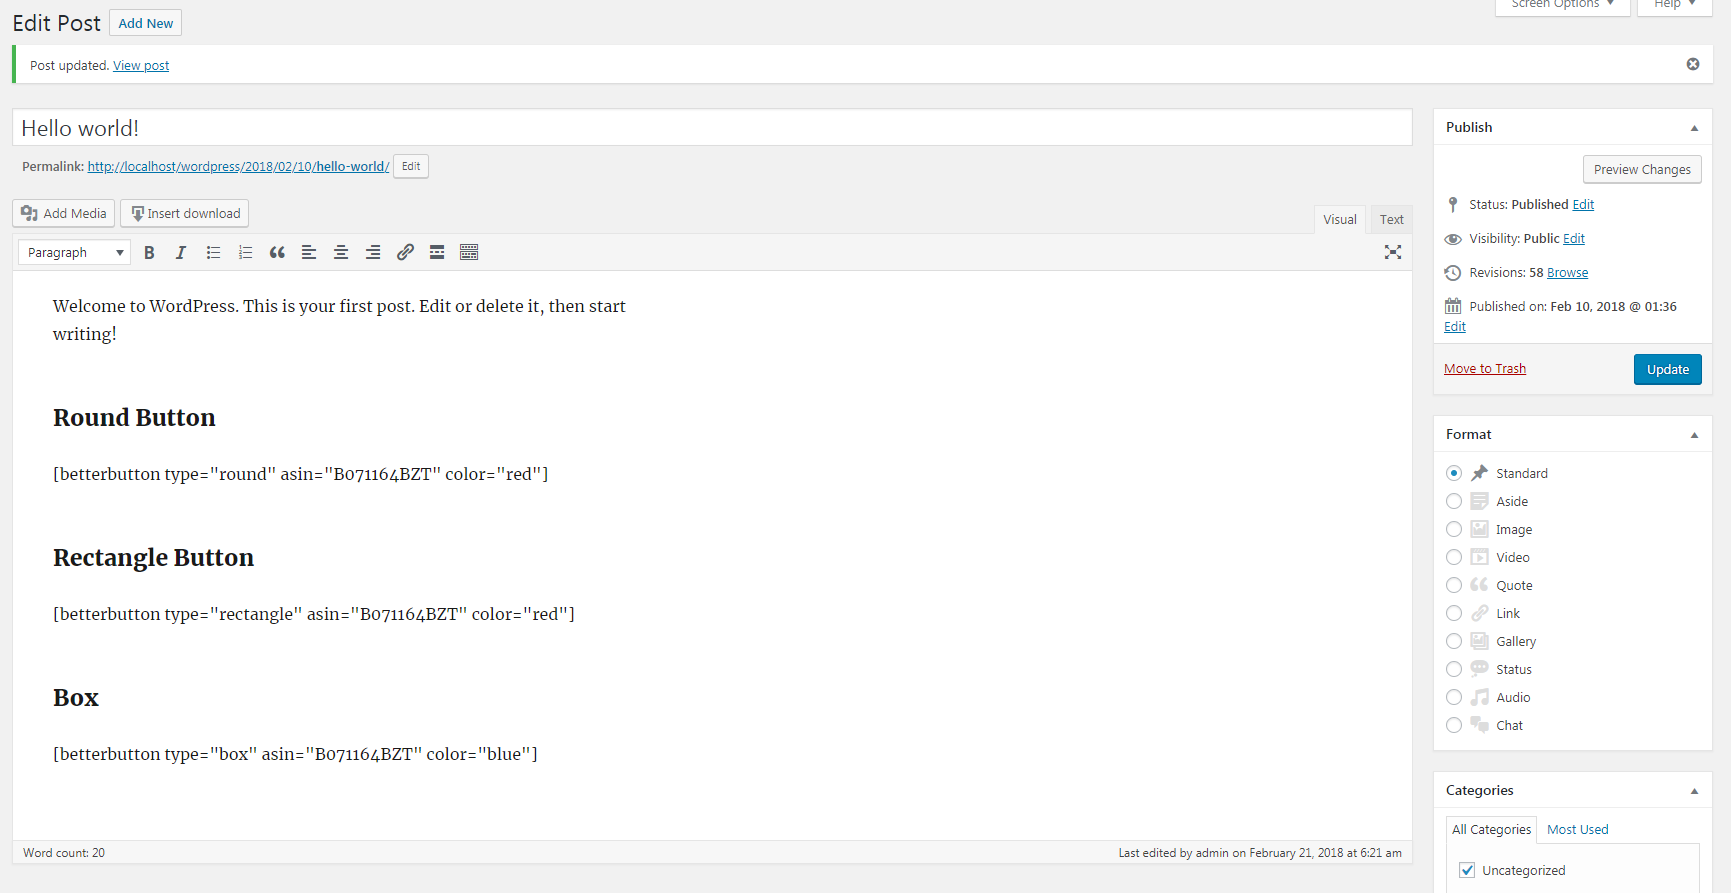 Edit Post Add New
Screen Options Help
Post updated. View post
Hello world!
Permalink: http://localhost/wordpress/2018/02/10/hello-world/ Edit
Add Media Insert download
Visual Text
Paragraph
Welcome to WordPress. This is your first post. Edit or delete it, then start
writing!
Round Button
[betterbutton type="round" asin="B071164BZT" color="red"]
Rectangle Button
[betterbutton type="rectangle" asin="B071164BZT" color="red"]
Box
[betterbutton type="box" asin="B071164BZT" color="blue"]
Word count: 20
Last edited by admin on February 21, 2018 at 6:21 am
Publish
Preview Changes
Status: Published Edit
Visibility: Public Edit
Revisions: 58 Browse
Published on: Feb 10, 2018 @ 01:36
Edit
Move to Trash Update
Format
Standard
Aside
Image
Video
Quote
Link
Gallery
Status
Audio
Chat
Categories
All Categories Most Used
Uncategorized